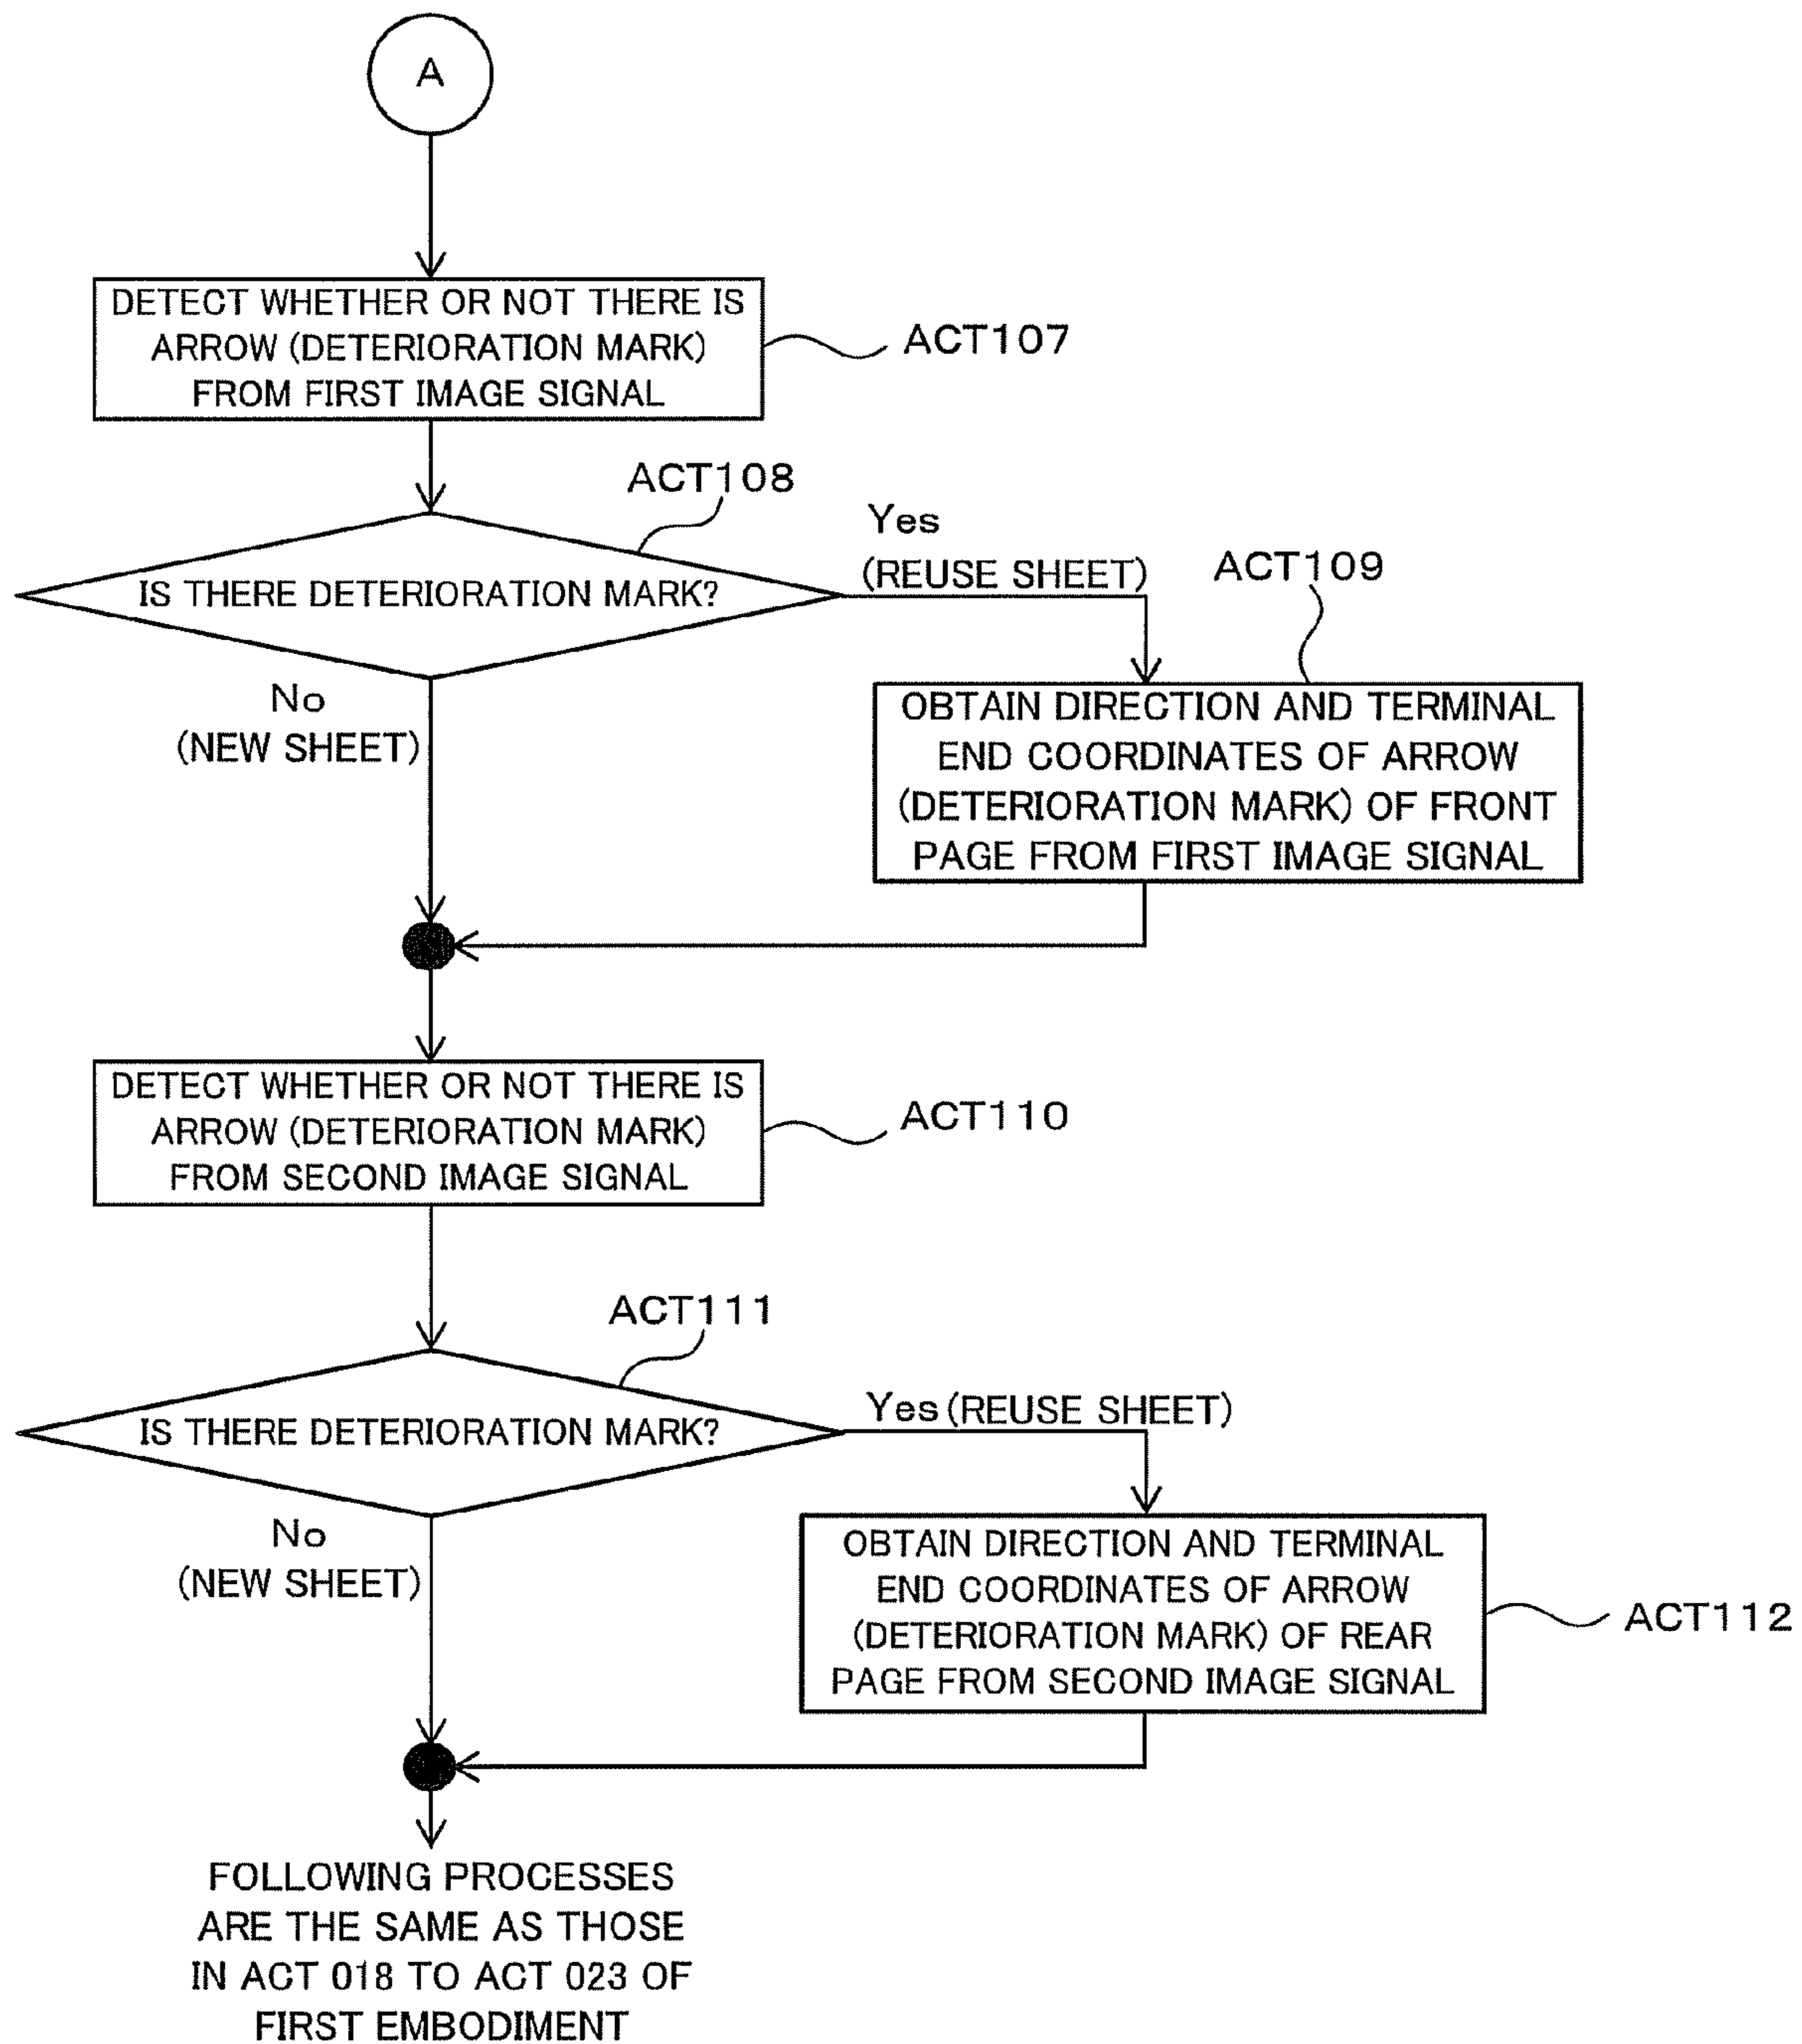 A
DETECT WHETHER OR NOT THERE IS
ARROW (DETERIORATION MARK)
FROM FIRST IMAGE SIGNAL
ACT107
ACT108
IS THERE DETERIORATION MARK?
Yes
(REUSE SHEET)
ACT109
No
(NEW SHEET)
OBTAIN DIRECTION AND TERMINAL
END COORDINATES OF ARROW
(DETERIORATION MARK) OF FRONT
PAGE FROM FIRST IMAGE SIGNAL
DETECT WHETHER OR NOT THERE IS
ARROW (DETERIORATION MARK)
FROM SECOND IMAGE SIGNAL
ACT110
ACT111
IS THERE DETERIORATION MARK?
Yes (REUSE SHEET)
No
(NEW SHEET)
OBTAIN DIRECTION AND TERMINAL
END COORDINATES OF ARROW
(DETERIORATION MARK) OF REAR
PAGE FROM SECOND IMAGE SIGNAL
ACT112
FOLLOWING PROCESSES
ARE THE SAME AS THOSE
IN ACT 018 TO ACT 023 OF
FIRST EMBODIMENT